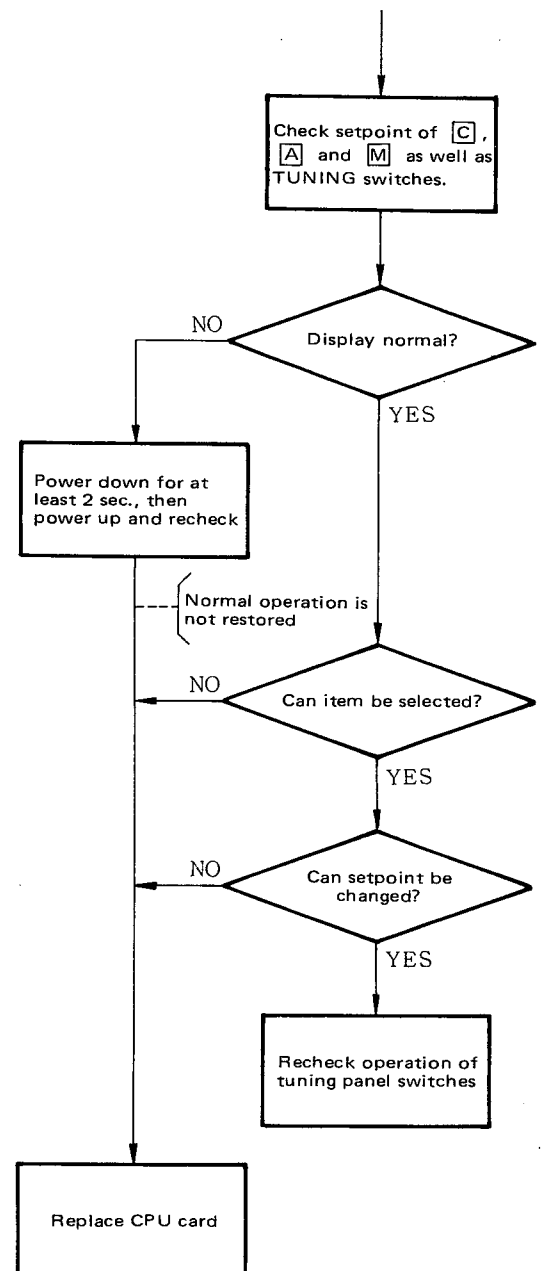 Check setpoint of C ,
A and M as well as
TUNING switches.
Display normal?
NO
YES
Power down for at
least 2 sec., then
power up and recheck
Normal operation is
not restored
Can item be selected?
NO
YES
Can setpoint be
changed?
NO
YES
Recheck operation of
tuning panel switches
Replace CPU card